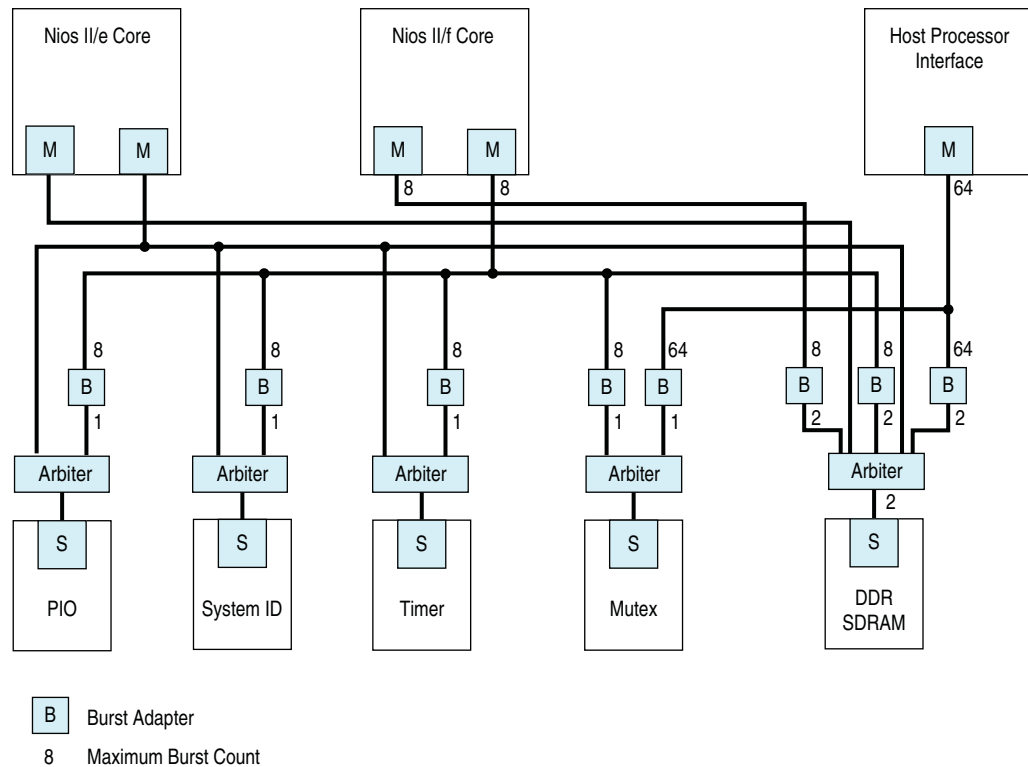 Nios II/e Core
Nios II/f Core
Host Processor
Interface
M
M
M
M
M
8
8
64
8
8
8
8
64
8
8
64
B
B
B
B
B
B
B
B
1
1
1
1
1
2
2
2
Arbiter
Arbiter
Arbiter
Arbiter
Arbiter
2
S
S
S
S
S
PIO
System ID
Timer
Mutex
DDR
SDRAM
B
Burst Adapter
8
Maximum Burst Count